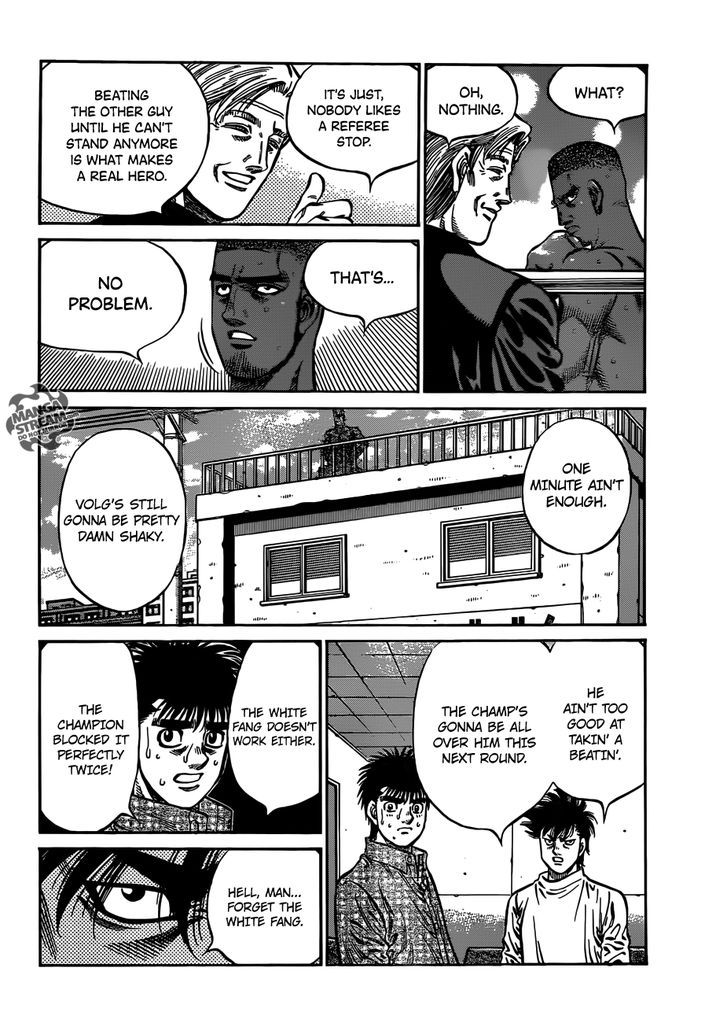 WHAT?
OH,
NOTHING.
IT'S JUST,
NOBODY LIKES
A REFEREE
STOP.
BEATING
THE OTHER GUY
UNTIL HE CAN'T
STAND ANYMORE
IS WHAT MAKES
A REAL HERO.
THAT'S...
NO
PROBLEM.
MANGA
STREAM
ONE
MINUTE AIN'T
ENOUGH.
VOLG'S STILL
GONNA BE PRETTY
DAMN SHAKY.
HE
AIN'T TOO
GOOD AT
TAKIN' A
BEATIN'.
THE CHAMP'S
GONNA BE ALL
OVER HIM THIS
NEXT ROUND.
THE WHITE
FANG DOESN'T
WORK EITHER.
THE
CHAMPION
BLOCKED IT
PERFECTLY
TWICE!
HELL, MAN...
FORGET THE
WHITE FANG.